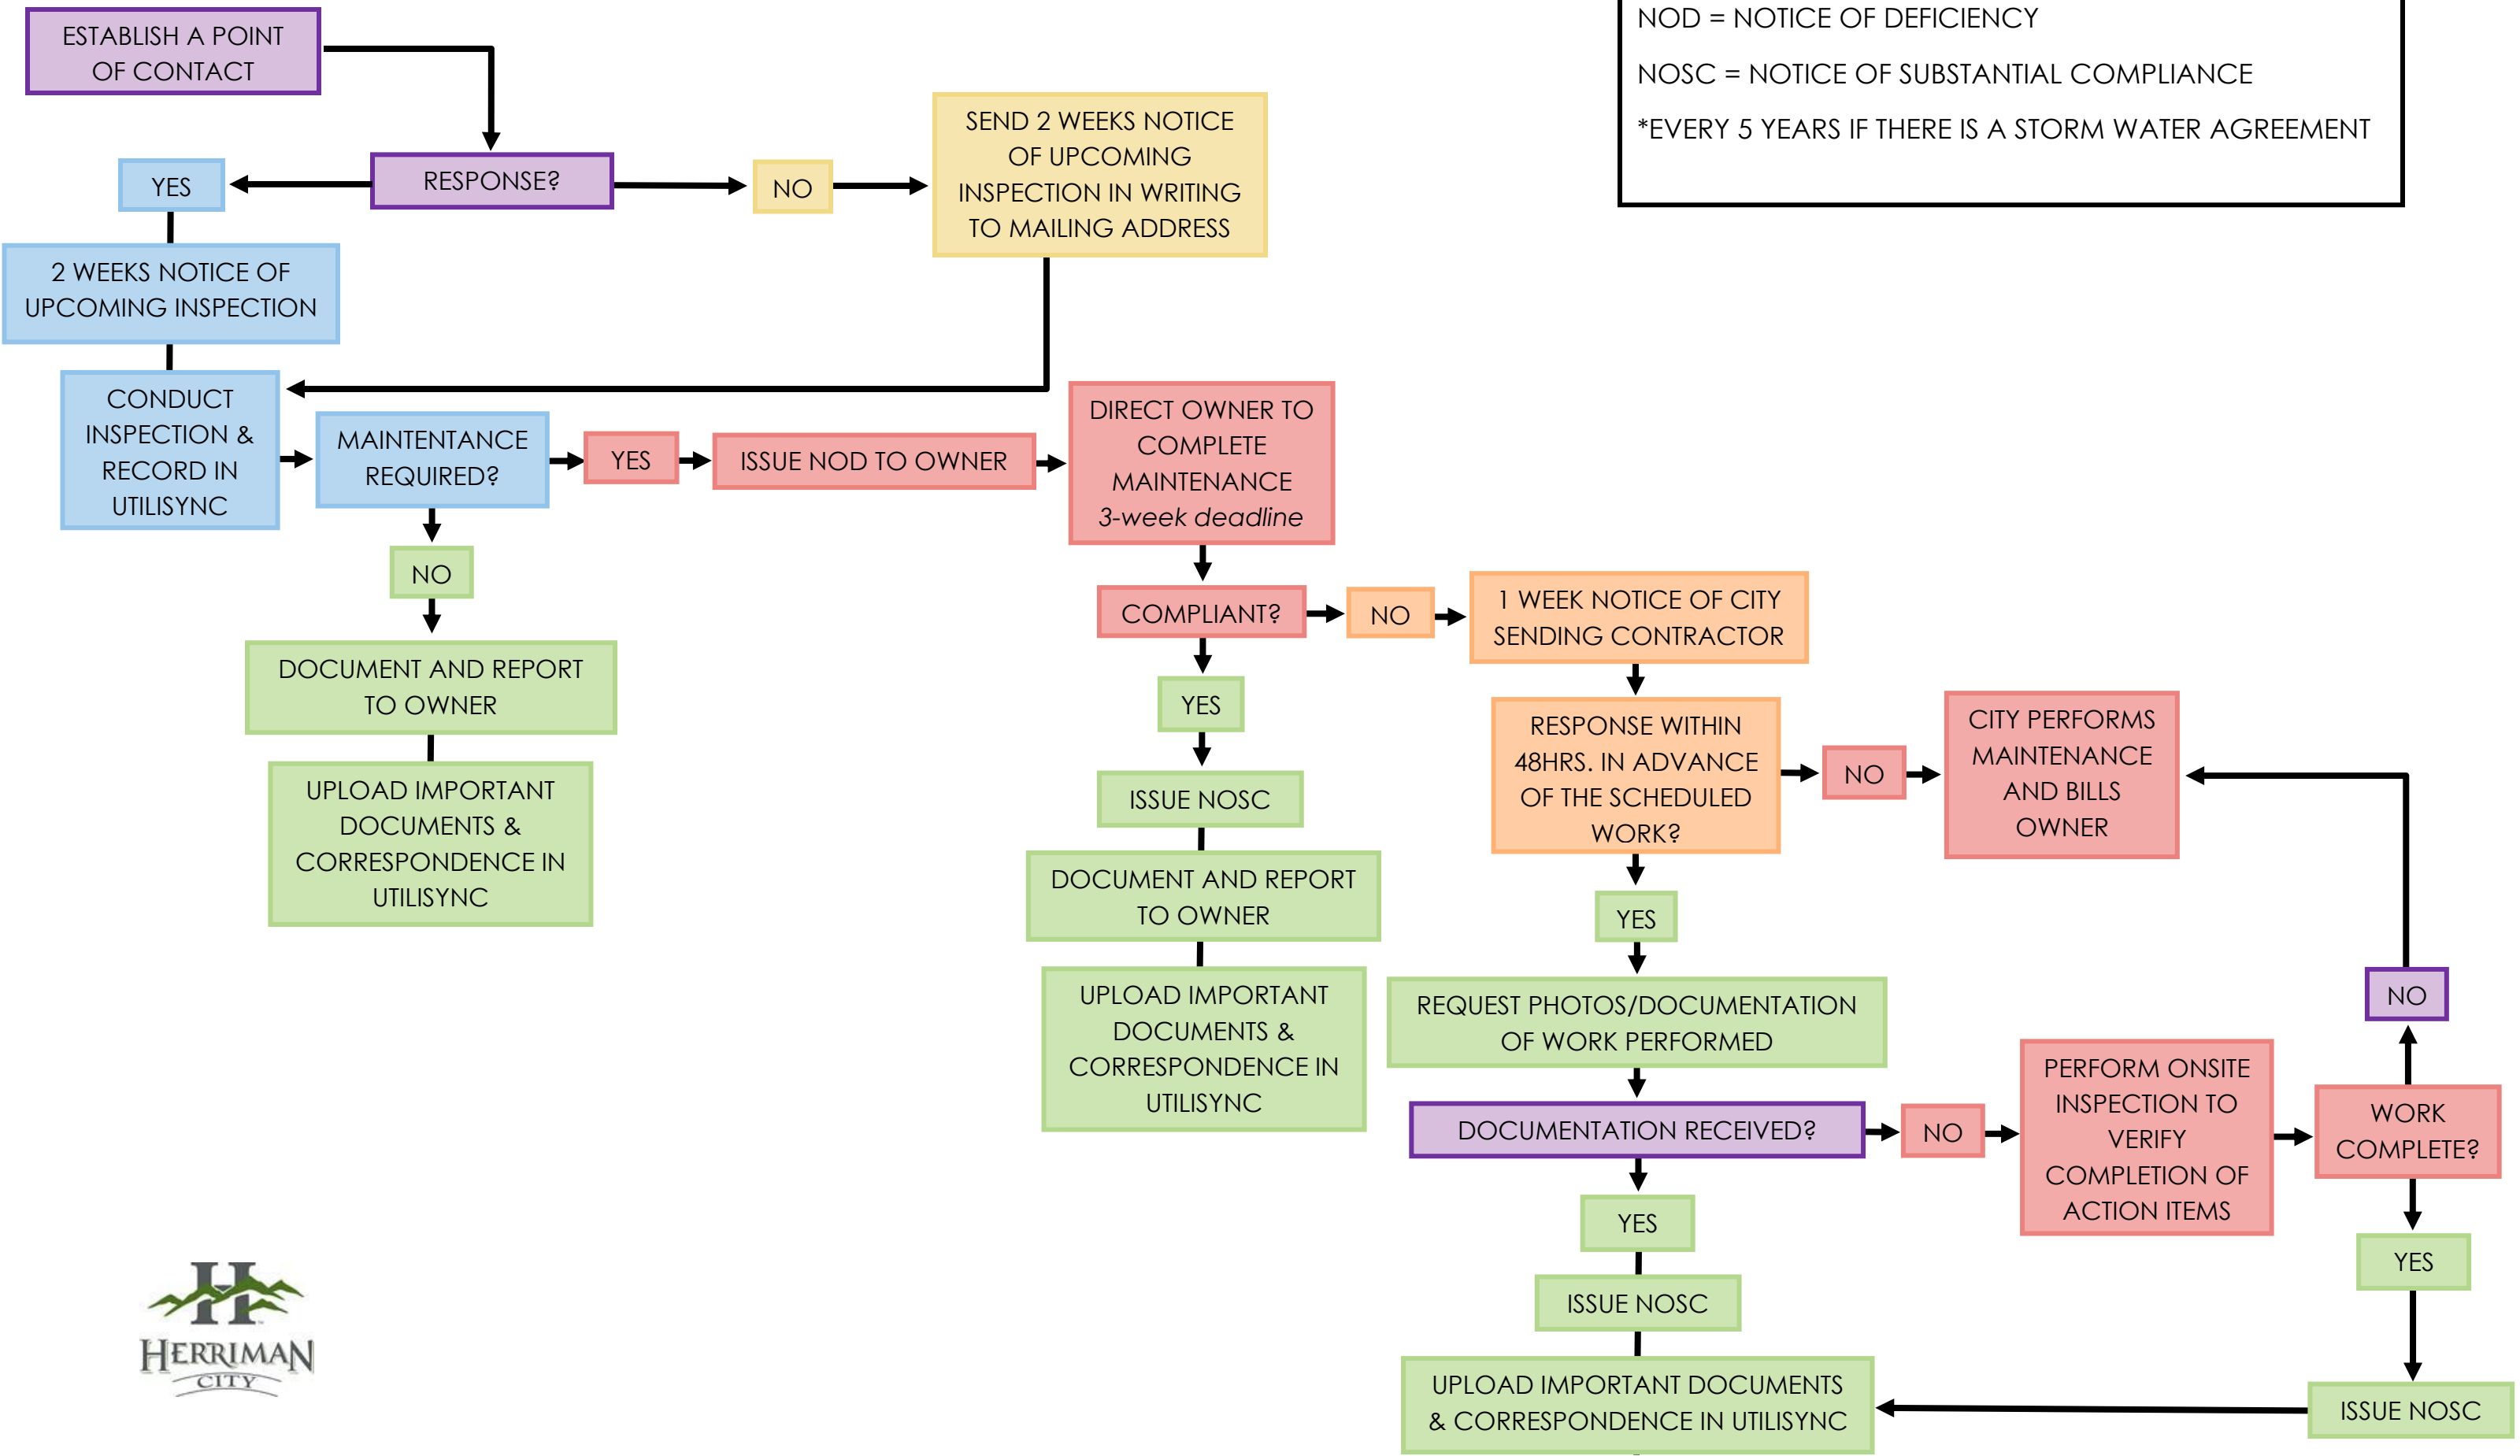 NOD = NOTICE OF DEFICIENCY
NOSC = NOTICE OF SUBSTANTIAL COMPLIANCE
*EVERY 5 YEARS IF THERE IS A STORM WATER AGREEMENT
ESTABLISH A POINT
OF CONTACT
RESPONSE?
YES
NO
SEND 2 WEEKS NOTICE
OF UPCOMING
INSPECTION IN WRITING
TO MAILING ADDRESS
2 WEEKS NOTICE OF
UPCOMING INSPECTION
CONDUCT
INSPECTION &
RECORD IN
UTILISYNC
MAINTENTANCE
REQUIRED?
YES
ISSUE NOD TO OWNER
DIRECT OWNER TO
COMPLETE
MAINTENANCE
3-week deadline
NO
DOCUMENT AND REPORT
TO OWNER
UPLOAD IMPORTANT
DOCUMENTS &
CORRESPONDENCE IN
UTILISYNC
COMPLIANT?
NO
1 WEEK NOTICE OF CITY
SENDING CONTRACTOR
YES
ISSUE NOSC
DOCUMENT AND REPORT
TO OWNER
UPLOAD IMPORTANT
DOCUMENTS &
CORRESPONDENCE IN
UTILISYNC
RESPONSE WITHIN
48HRS. IN ADVANCE
OF THE SCHEDULED
WORK?
NO
CITY PERFORMS
MAINTENANCE
AND BILLS
OWNER
YES
REQUEST PHOTOS/DOCUMENTATION
OF WORK PERFORMED
DOCUMENTATION RECEIVED?
NO
PERFORM ONSITE
INSPECTION TO
VERIFY
COMPLETION OF
ACTION ITEMS
WORK
COMPLETE?
NO
YES
ISSUE NOSC
YES
ISSUE NOSC
UPLOAD IMPORTANT DOCUMENTS
& CORRESPONDENCE IN UTILISYNC
H
HERRIMAN
CITY